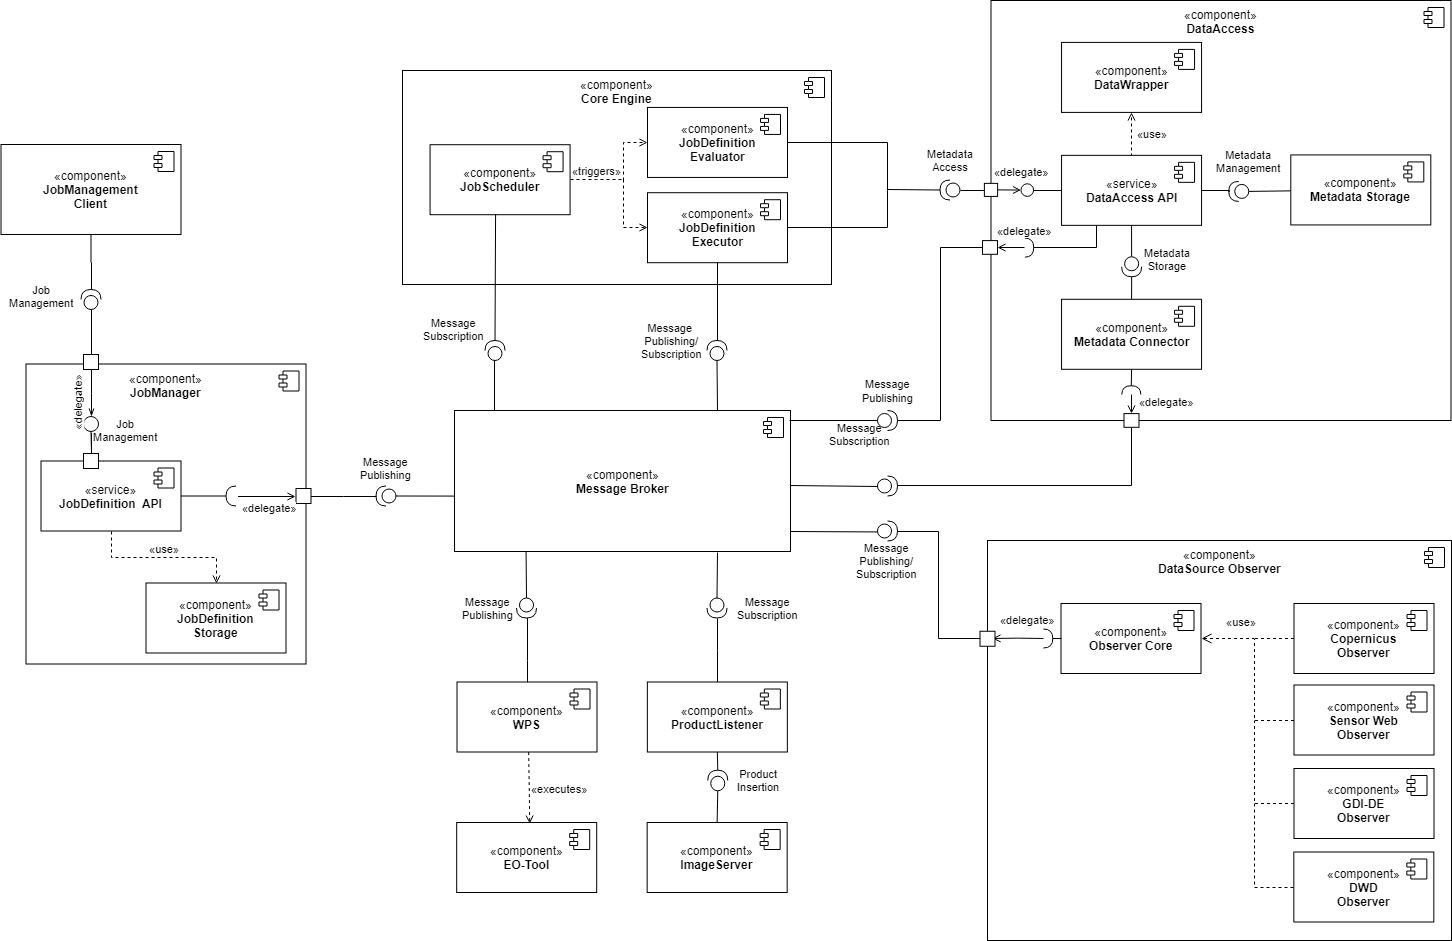 «component»
DataAccess
«component»
DataWrapper
«use»
«component»
Core Engine
«component»
JobDefinition
Evaluator
«component»
JobScheduler
«triggers»
«component»
JobDefinition
Executor
Metadata
Access
«delegate»
«service»
DataAccess API
Metadata
Management
«component»
Metadata Storage
«delegate»
Metadata
Storage
«component»
Metadata Connector
«delegate»
«component»
JobManagement
Client
Job
Management
«component»
JobManager
«delegate»
Job
Management
«service»
JobDefinition  API
«delegate»
«use»
«component»
JobDefinition
Storage
Message
Subscription
Message
Publishing/
Subscription
Message
Publishing
Message
Subscription
Message
Publishing
«component»
Message Broker
Message
Publishing/
Subscription
Message
Publishing
Message
Subscription
«component»
WPS
«component»
ProductListener
«executes»
Product
Insertion
«component»
EO-Tool
«component»
ImageServer
«component»
DataSource Observer
«delegate»
«component»
Observer Core
«use»
«component»
Copernicus
Observer
«component»
Sensor Web
Observer
«component»
GDI-DE
Observer
«component»
DWD
Observer